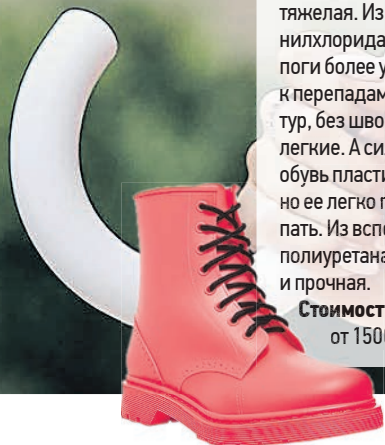 тяжелая. Из
нилхлорида
поги более у
к перепадам
тур, без шво
легкие. А сил
обувь пласти
но ее легко п
пать. Из вспе
полиуретана
и прочная.
Стоимост
от 1500